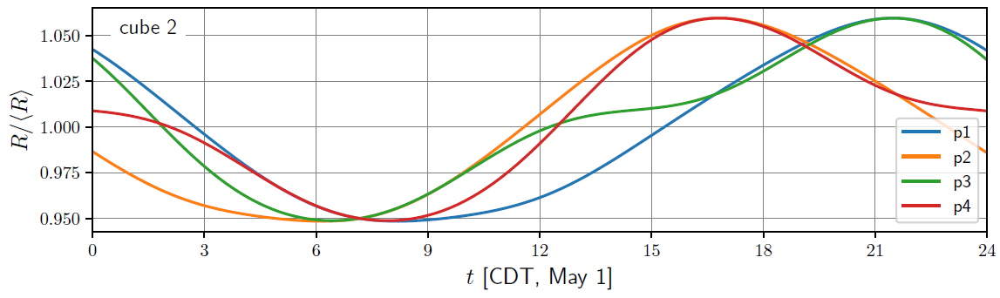 cube 2
R/⟨R⟩
1.050
1.025
1.000
0.975
0.950
p1
p2
p3
p4
0 3 6 9 12 15 18 21 24
t [CDT, May 1]